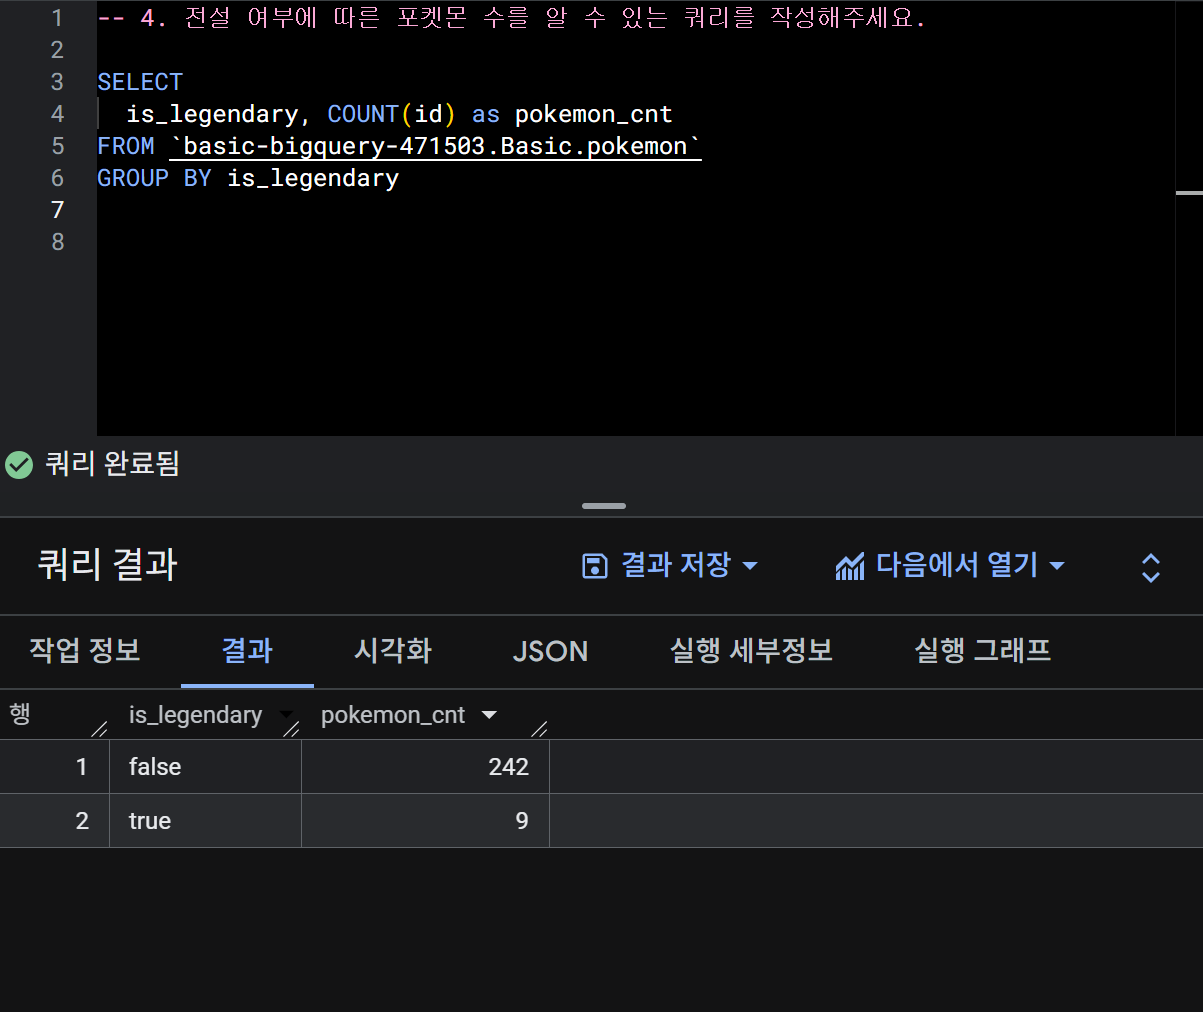 1 -- 4. 전설 여부에 따른 포켓몬 수를 알 수 있는 쿼리를 작성해주세요.
2
3 SELECT
4 is_legendary, COUNT(id) as pokemon_cnt
5 FROM `basic-bigquery-471503.Basic.pokemon`
6 GROUP BY is_legendary
7
8
쿼리 완료됨
쿼리 결과 결과 저장 다음에서 열기
작업 정보 결과 시각화 JSON 실행 세부정보 실행 그래프
행 is_legendary pokemon_cnt
1 false 242
2 true 9